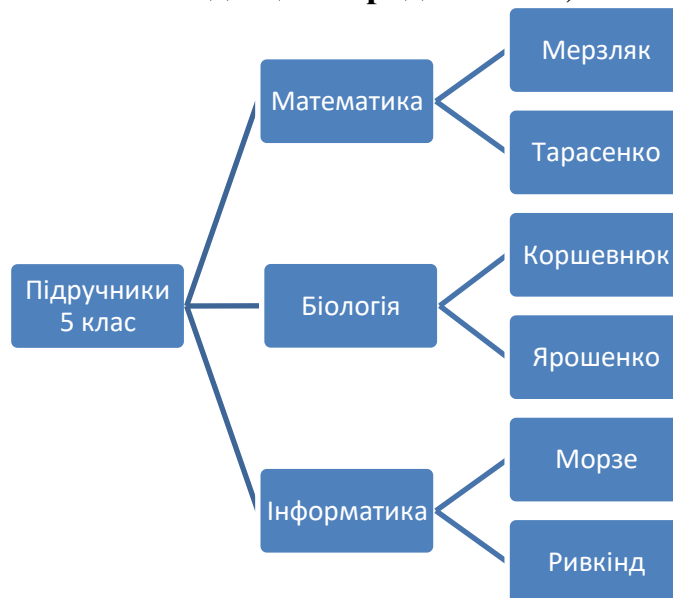 Математика
Мерзляк
Тарасенко
Підручники
5 клас
Біологія
Коршевнюк
Ярошенко
Інформатика
Морзе
Ривкінд